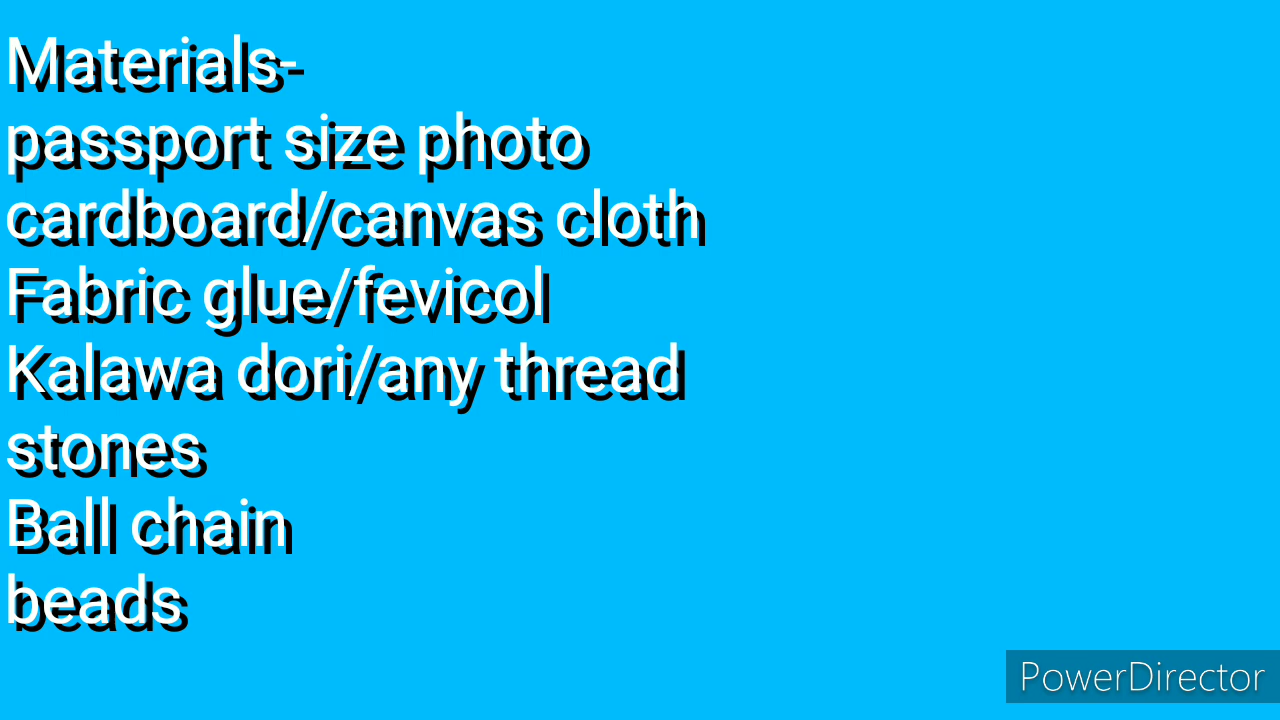 Materials-
passport size photo
cardboard/canvas cloth
Fabric glue/fevicol
Kalawa dori/any thread
stones
Ball chain
beads
PowerDirector